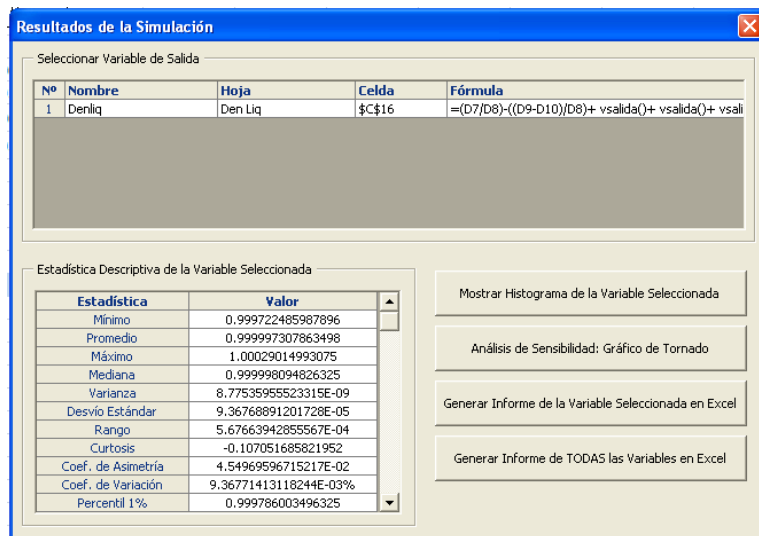 Resultados de la Simulación
Seleccionar Variable de Salida
Nº Nombre Hoja Celda Fórmula
1 Denliq Den Liq $C$16 =(D7/D8)-((D9-D10)/D8)+ vsalida()+ vsalida()+ vsali
Estadística Descriptiva de la Variable Seleccionada
Estadística Valor
Mínimo 0.999722485987896
Promedio 0.999997307863498
Máximo 1.00029014993075
Mediana 0.999998094826325
Varianza 8.77535955523315E-09
Desvío Estándar 9.36768891201728E-05
Rango 5.67663942855567E-04
Curtosis -0.107051685821952
Coef. de Asimetría 4.54969596715217E-02
Coef. de Variación 9.36771413118244E-03%
Percentil 1% 0.999786003496325
Mostrar Histograma de la Variable Seleccionada
Análisis de Sensibilidad: Gráfico de Tornado
Generar Informe de la Variable Seleccionada en Excel
Generar Informe de TODAS las Variables en Excel